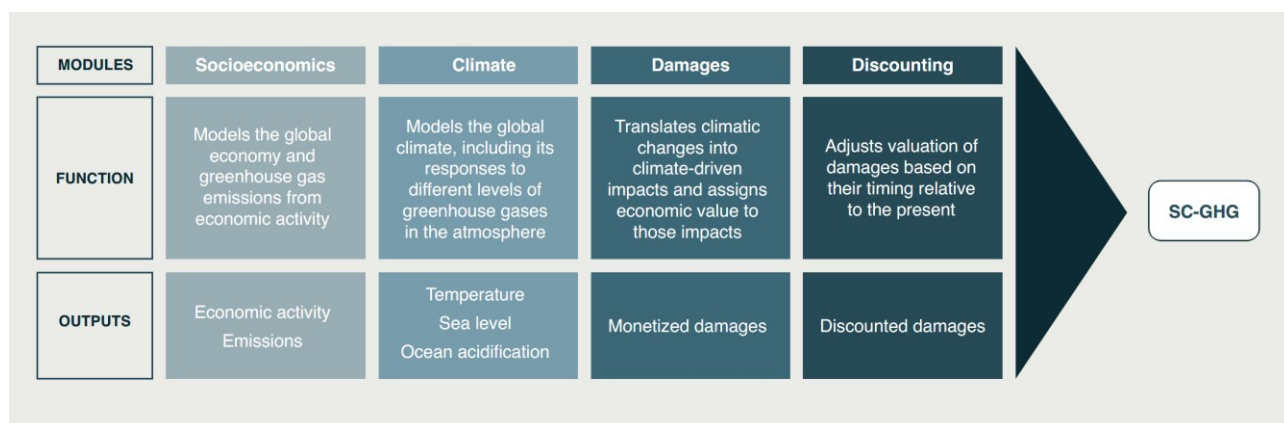 MODULES
Socioeconomics
Climate
Damages
Discounting
FUNCTION
Models the global
economy and
greenhouse gas
emissions from
economic activity
Models the global
climate, including its
responses to
different levels of
greenhouse gases
in the atmosphere
Translates climatic
changes into
climate-driven
impacts and assigns
economic value to
those impacts
Adjusts valuation of
damages based on
their timing relative
to the present
SC-GHG
OUTPUTS
Economic activity
Emissions
Temperature
Sea level
Ocean acidification
Monetized damages
Discounted damages